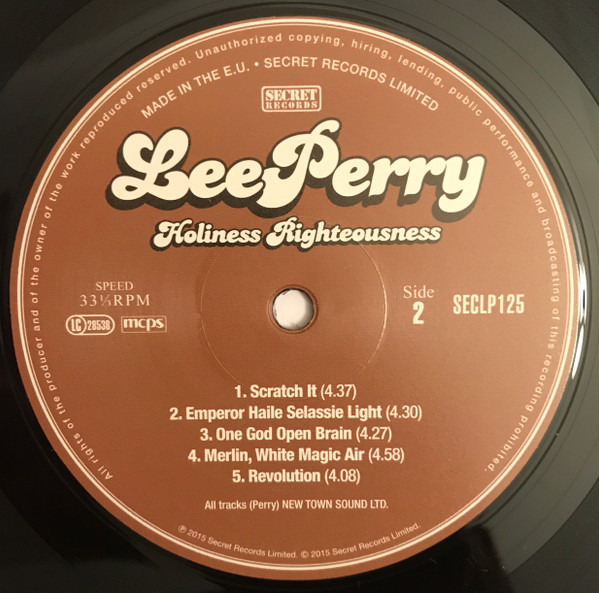 All rights of the producer and of the owner of the work reproduced reserved. Unauthorized copying, hiring, lending, public performance and broadcasting of this recording prohibited.
MADE IN THE E.U. • SECRET RECORDS LIMITED
SECRET
RECORDS
Lee Perry
Holiness Righteousness
SPEED
33⅓RPM
LC 28538
mcps
Side
2
SECLP125
1. Scratch It (4.37)
2. Emperor Haile Selassie Light (4.30)
3. One God Open Brain (4.27)
4. Merlin, White Magic Air (4.58)
5. Revolution (4.08)
All tracks (Perry) NEW TOWN SOUND LTD.
℗ 2015 Secret Records Limited. © 2015 Secret Records Limited.